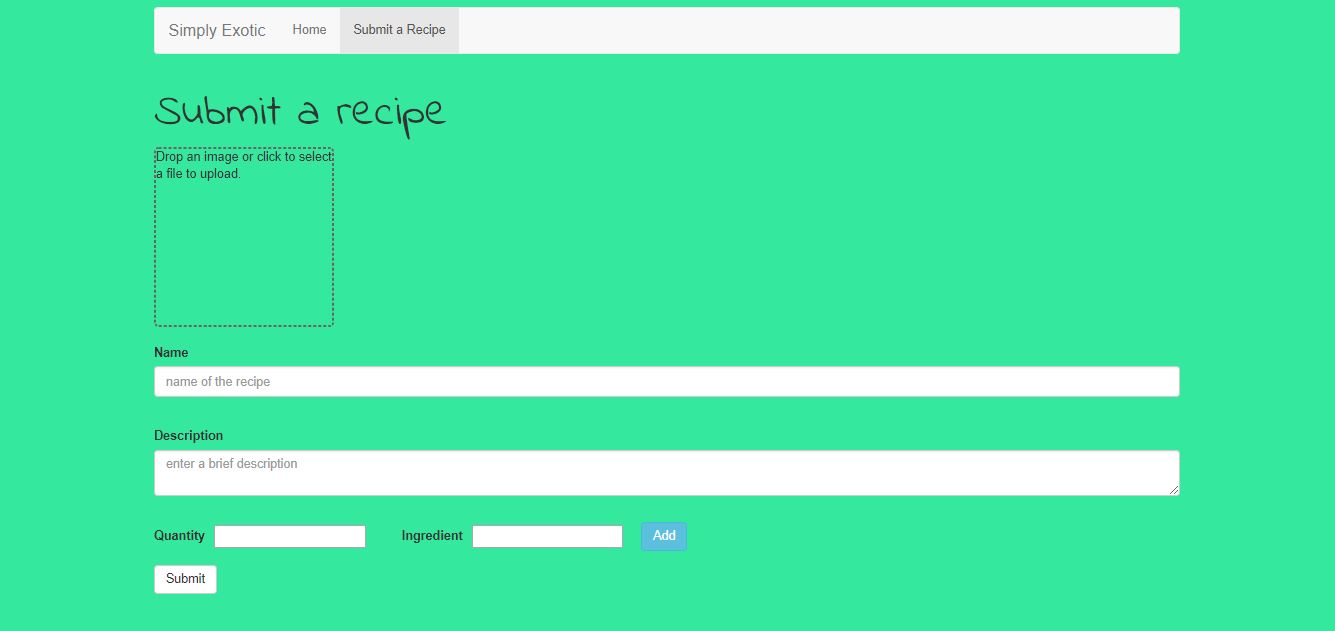 Simply Exotic Home Submit a Recipe
Submit a recipe
Drop an image or click to select
a file to upload.
Name
name of the recipe
Description
enter a brief description
Quantity Ingredient Add
Submit